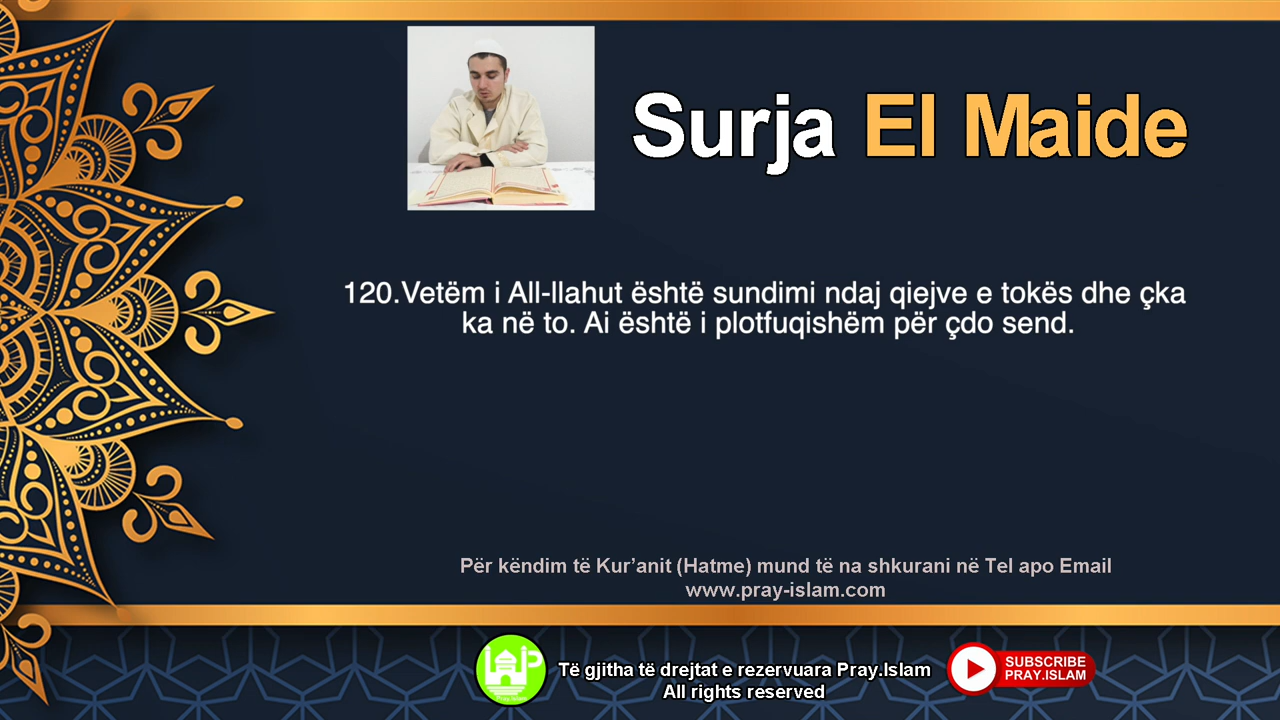 Surja El Maide
120.Vetëm i All-llahut është sundimi ndaj qiejve e tokës dhe çka
ka në to. Ai është i plotfuqishëm për çdo send.
Për këndim të Kur’anit (Hatme) mund të na shkurani në Tel apo Email
www.pray-islam.com
Pray.Islam
Të gjitha të drejtat e rezervuara Pray.Islam
All rights reserved
SUBSCRIBE
PRAY.ISLAM